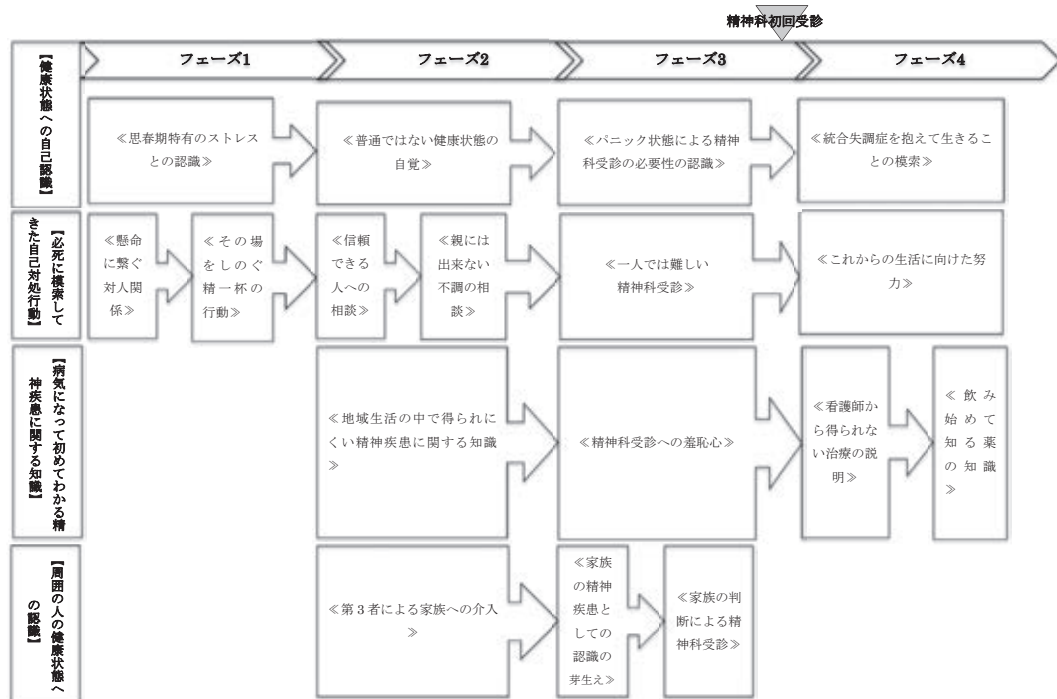 精神科初回受診
フェーズ1
フェーズ2
フェーズ3
フェーズ4
【健康状態への自己認識】
≪思春期特有のストレス
との認識≫
≪普通ではない健康状態の
自覚≫
≪パニック状態による精神
科受診の必要性の認識≫
≪統合失調症を抱えて生きるこ
との模索≫
【必死に模索して
きた自己対処行動】
≪懸命
に繋ぐ
対人関
係≫
≪その場
をしのぐ
精一杯の
行動≫
≪信頼
できる
人への
相談≫
≪親には
出来ない
不調の相
談≫
≪一人では難しい
精神科受診≫
≪これからの生活に向けた努
力≫
【病気になって初めてわかる精
神疾患に関する知識】
≪地域生活の中で得られに
くい精神疾患に関する知識
≫
≪精神科受診への羞恥心≫
≪看護師か
ら得られな
い治療の説
明≫
≪飲み
始めて
知る薬
の知識
≫
【周囲の人の健康状態へ
の認識】
≪第３者による家族への介入
≫
≪家族
の精神
疾患と
しての
認識の
芽生え≫
≪家族の判
断による精
神科受診≫